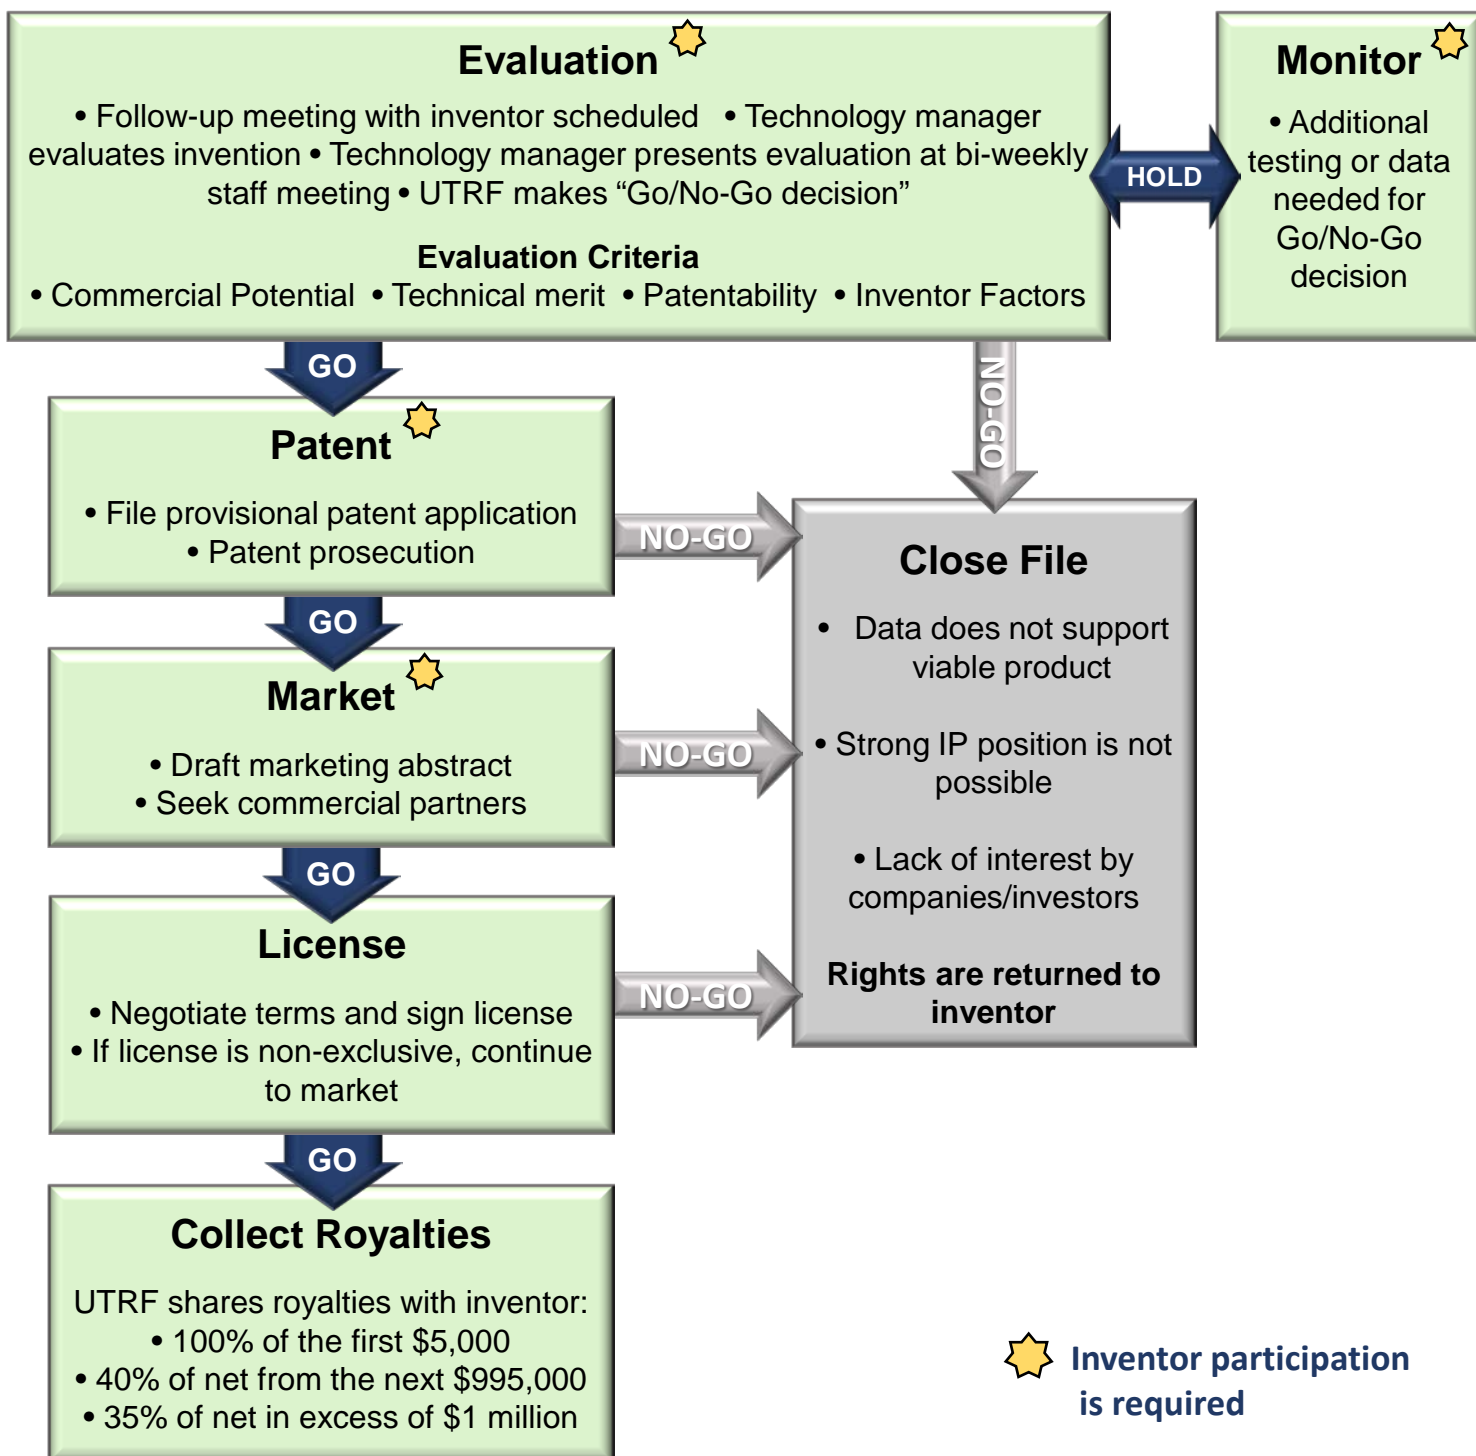 Evaluation
• Follow-up meeting with inventor scheduled • Technology manager
evaluates invention • Technology manager presents evaluation at bi-weekly
staff meeting • UTRF makes “Go/No-Go decision”
Evaluation Criteria
• Commercial Potential • Technical merit • Patentability • Inventor Factors
HOLD
Monitor
• Additional
testing or data
needed for
Go/No-Go
decision
GO
NO-GO
Patent
• File provisional patent application
• Patent prosecution
NO-GO
GO
Market
• Draft marketing abstract
• Seek commercial partners
NO-GO
GO
License
• Negotiate terms and sign license
• If license is non-exclusive, continue
to market
NO-GO
GO
Collect Royalties
UTRF shares royalties with inventor:
• 100% of the first $5,000
• 40% of net from the next $995,000
• 35% of net in excess of $1 million
Close File
• Data does not support
viable product
• Strong IP position is not
possible
• Lack of interest by
companies/investors
Rights are returned to
inventor
Inventor participation
is required